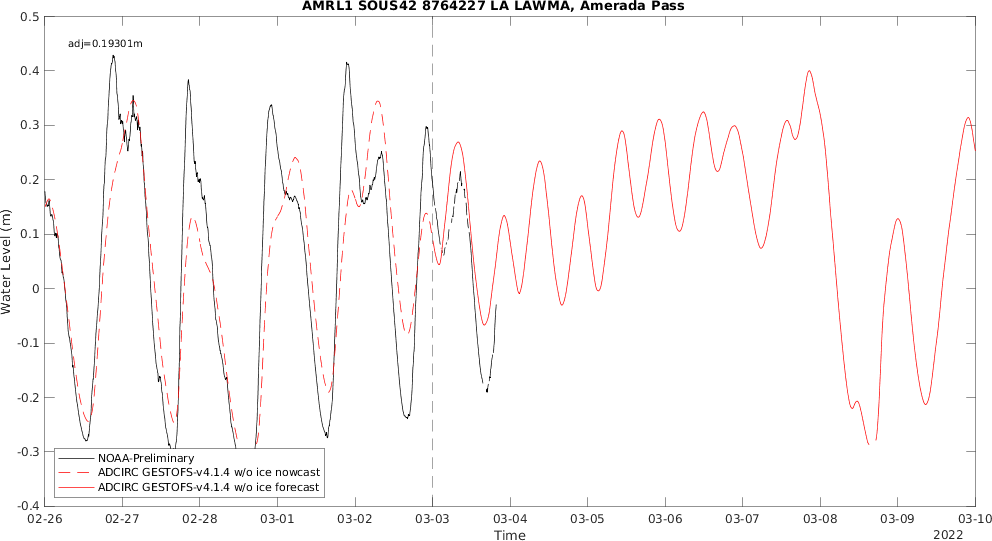 AMRL1 SOUS42 8764227 LA LAWMA, Amerada Pass
adj=0.19301m
0.5
0.4
0.3
0.2
0.1
0
-0.1
-0.2
-0.3
-0.4
Water Level (m)
NOAA-Preliminary
ADCIRC GESTOFS-v4.1.4 w/o ice nowcast
ADCIRC GESTOFS-v4.1.4 w/o ice forecast
02-26 02-27 02-28 03-01 03-02 03-03 03-04 03-05 03-06 03-07 03-08 03-09 03-10
Time
2022